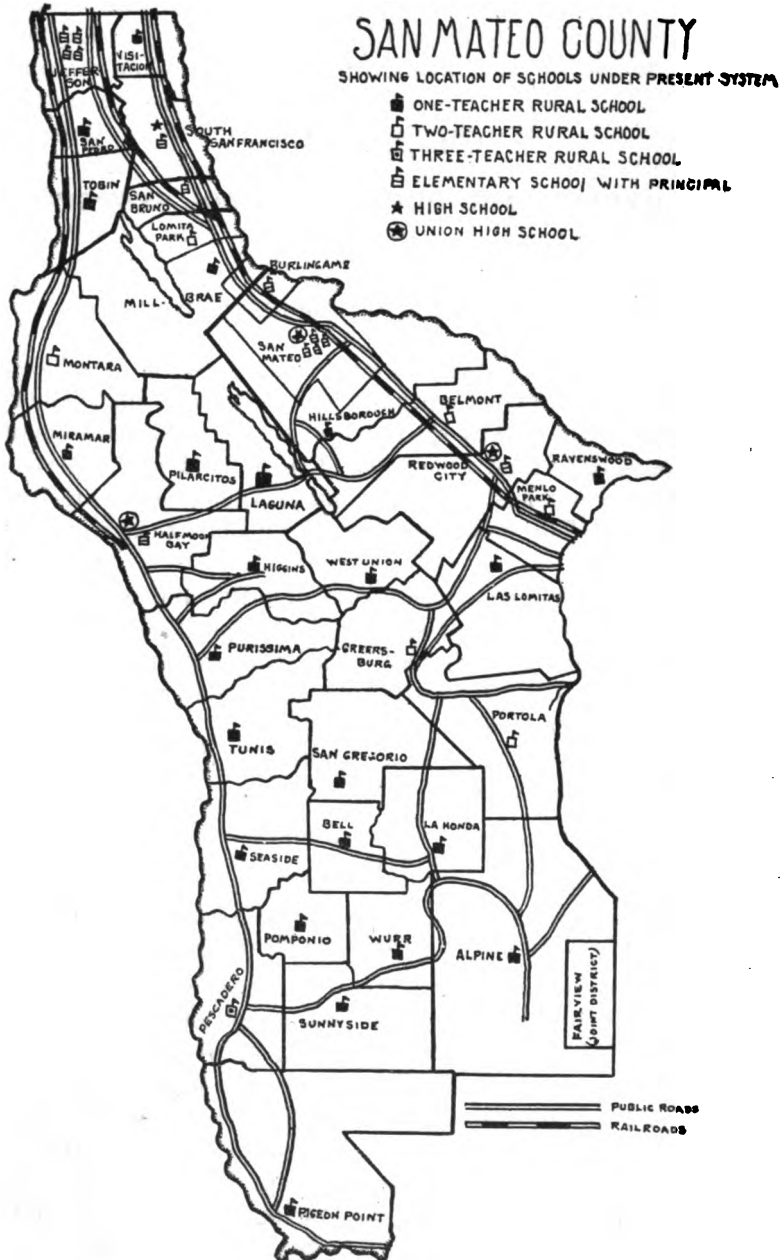 SAN MATEO COUNTY
SHOWING LOCATION OF SCHOOLS UNDER PRESENT SYSTEM
ONE-TEACHER RURAL SCHOOL
TWO-TEACHER RURAL SCHOOL
THREE-TEACHER RURAL SCHOOL
ELEMENTARY SCHOOL WITH PRINCIPAL
HIGH SCHOOL
UNION HIGH SCHOOL
JEFFER-
SON
VISI-
TACION
SAN
PEDRO
SOUTH
SAN FRANCISCO
TOBIN
SAN
BRUNO
LOMITA
PARK
MILL-
BRAE
BURLINGAME
SAN
MATEO
MONTARA
HILLSBOROUGH
BELMONT
MIRAMAR
PILARCITOS
LAGUNA
REDWOOD
CITY
RAVENSWOOD
MENLO
PARK
HALFMOON
BAY
HIGGINS
WEST UNION
LAS LOMITAS
PURISSIMA
GREERS-
BURG
PORTOLA
TUNIS
SAN GREGORIO
BELL
LA HONDA
SEASIDE
POMPONIO
WURR
ALPINE
FAIRVIEW
(JOINT DISTRICT)
PESCADERO
SUNNYSIDE
PUBLIC ROADS
RAILROADS
PIGEON POINT